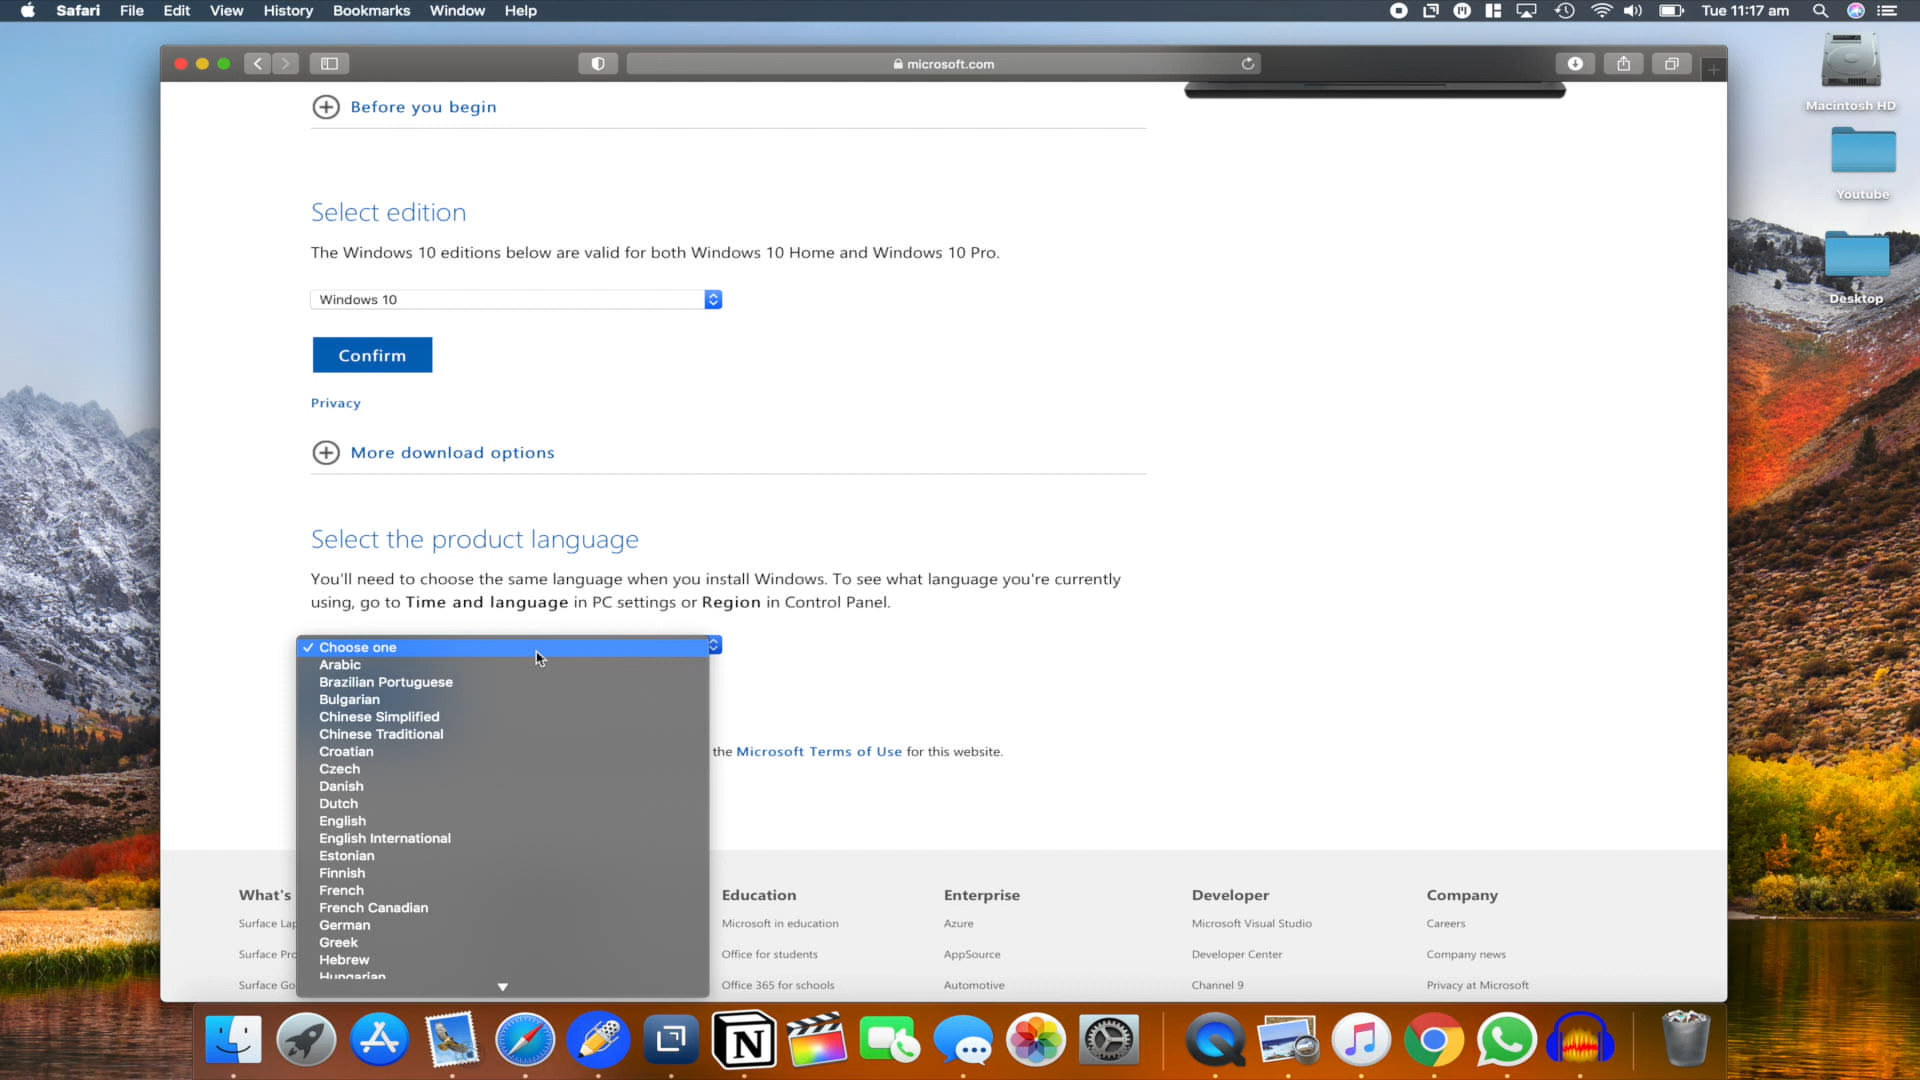 Safari File Edit View History Bookmarks Window Help
Tue 11:17 am
microsoft.com
Macintosh HD
Youtube
Desktop
Before you begin
Select edition
The Windows 10 editions below are valid for both Windows 10 Home and Windows 10 Pro.
Windows 10
Confirm
Privacy
More download options
Select the product language
You'll need to choose the same language when you install Windows. To see what language you're currently
using, go to Time and language in PC settings or Region in Control Panel.
✓ Choose one
Arabic
Brazilian Portuguese
Bulgarian
Chinese Simplified
Chinese Traditional
Croatian
Czech
Danish
Dutch
English
English International
Estonian
Finnish
French
French Canadian
German
Greek
Hebrew
Hungarian
the Microsoft Terms of Use for this website.
What's
Surface Lap
Surface Pro
Surface Go
Education
Microsoft in education
Office for students
Office 365 for schools
Enterprise
Azure
AppSource
Automotive
Developer
Microsoft Visual Studio
Developer Center
Channel 9
Company
Careers
Company news
Privacy at Microsoft